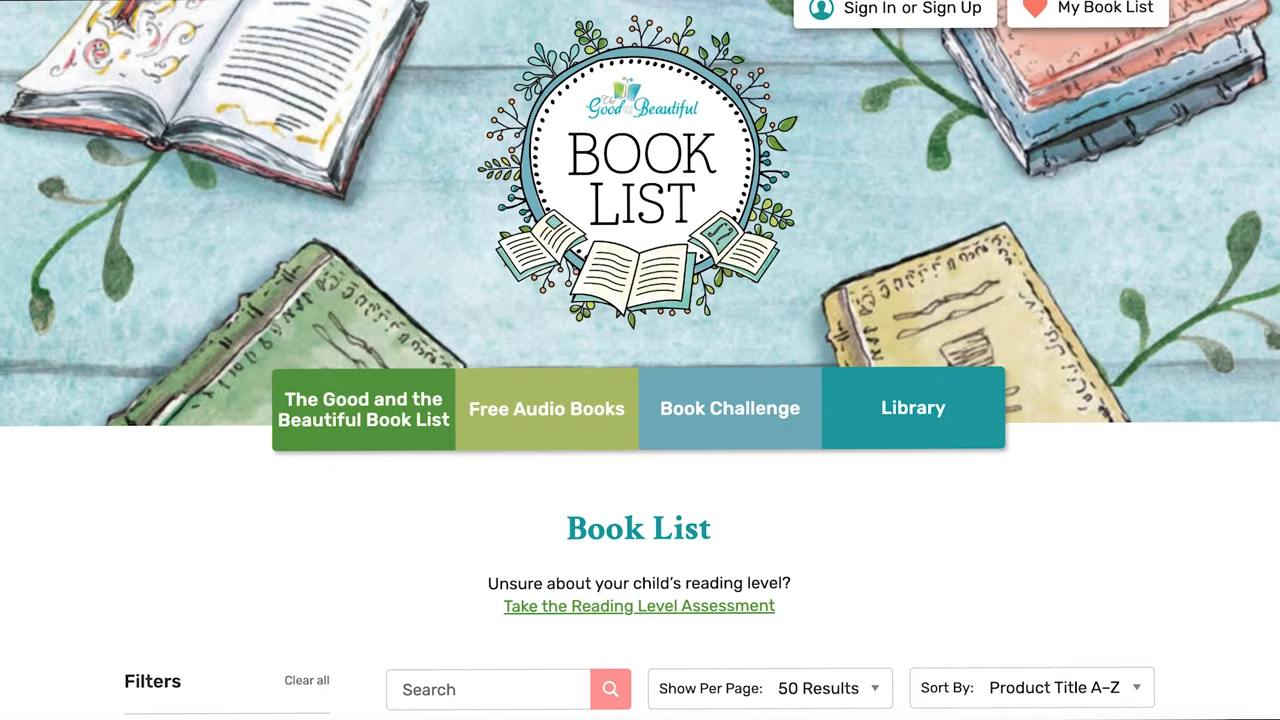 Sign In or Sign Up
My Book List
The Good and the Beautiful
BOOK
LIST
The Good and the
Beautiful Book List
Free Audio Books
Book Challenge
Library
Book List
Unsure about your child’s reading level?
Take the Reading Level Assessment
Filters
Clear all
Search
Show Per Page: 50 Results
Sort By: Product Title A–Z